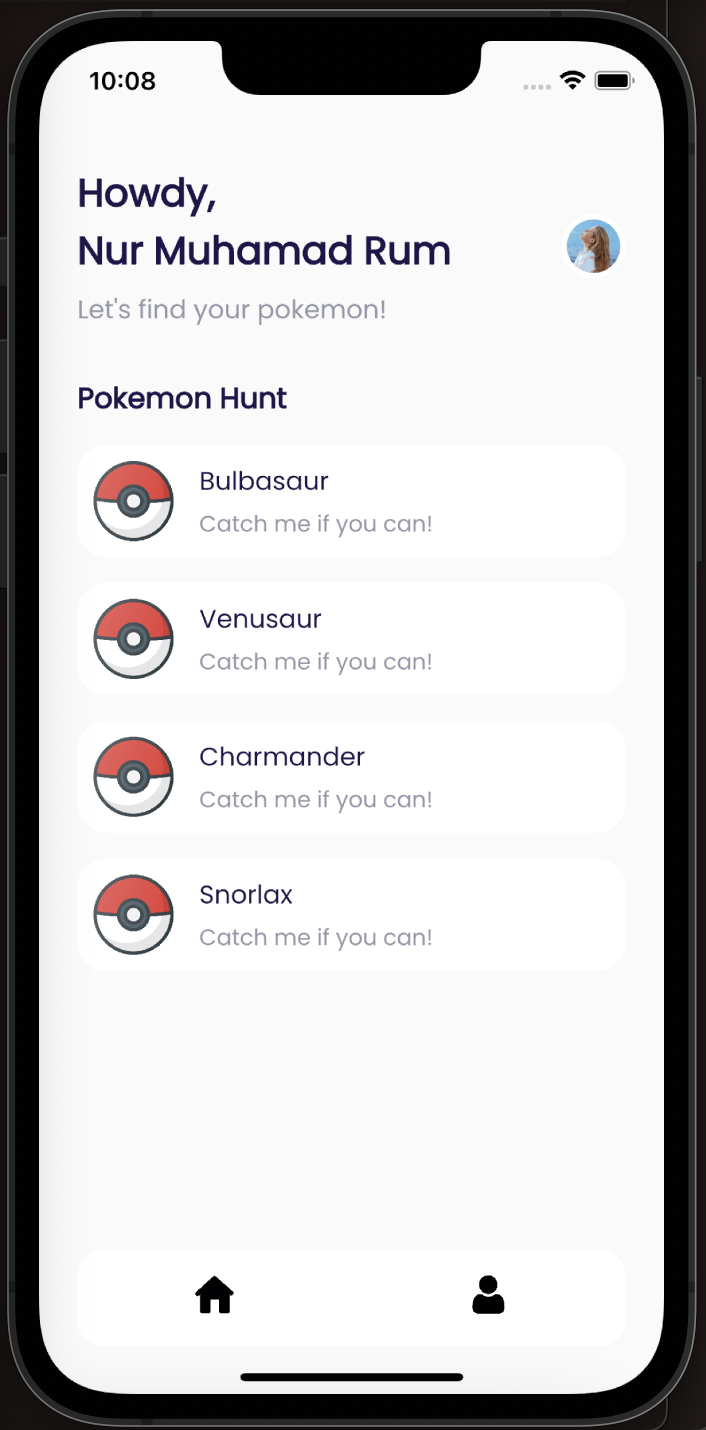 10:08
Howdy,
Nur Muhamad Rum
Let's find your pokemon!
Pokemon Hunt
Bulbasaur
Catch me if you can!
Venusaur
Catch me if you can!
Charmander
Catch me if you can!
Snorlax
Catch me if you can!